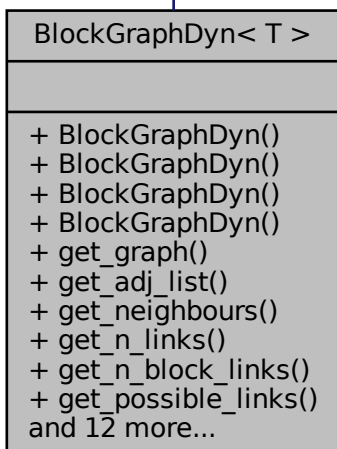 BlockGraphDyn< T >
+ BlockGraphDyn()
+ BlockGraphDyn()
+ BlockGraphDyn()
+ BlockGraphDyn()
+ get_graph()
+ get_adj_list()
+ get_neighbours()
+ get_n_links()
+ get_n_block_links()
+ get_possible_links()
and 12 more...